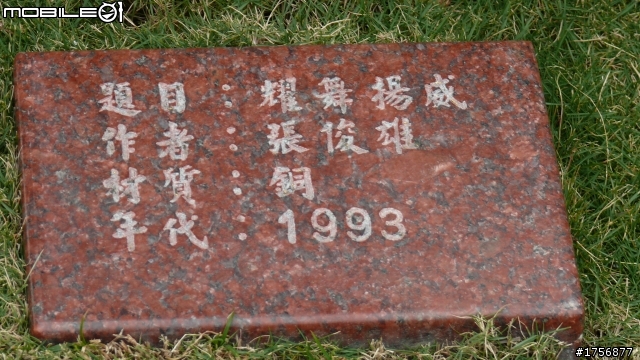 MOBILE01
題目：耀舞揚威
作者：張俊雄
材質：銅
年代：1993
#1756877